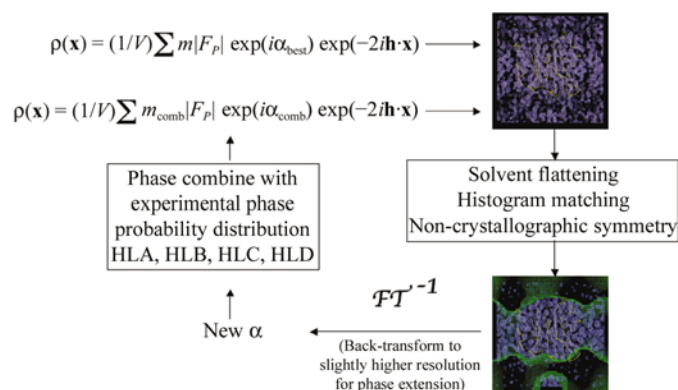 ρ(x) = (1/V)∑ m|F_P| exp(iα_best) exp(−2ih·x)
ρ(x) = (1/V)∑ m_comb|F_P| exp(iα_comb) exp(−2ih·x)
Phase combine with
experimental phase
probability distribution
HLA, HLB, HLC, HLD
Solvent flattening
Histogram matching
Non-crystallographic symmetry
FT⁻¹
New α
(Back-transform to
slightly higher resolution
for phase extension)